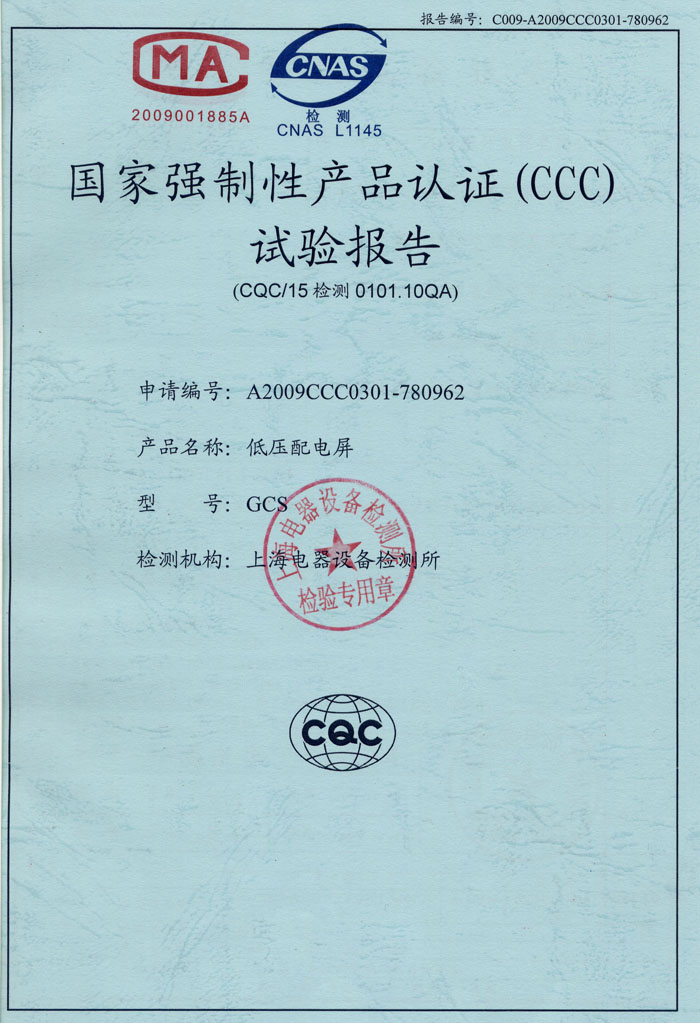 报告编号：C009-A2009CCC0301-780962
MA
CNAS
2009001885A
检 测
CNAS L1145
国家强制性产品认证(CCC)
试验报告
(CQC/15 检测 0101.10QA)
申请编号：A2009CCC0301-780962
产品名称：低压配电屏
型 号：GCS
检测机构：上海电器设备检测所
上海电器设备检测所
检验专用章
CQC